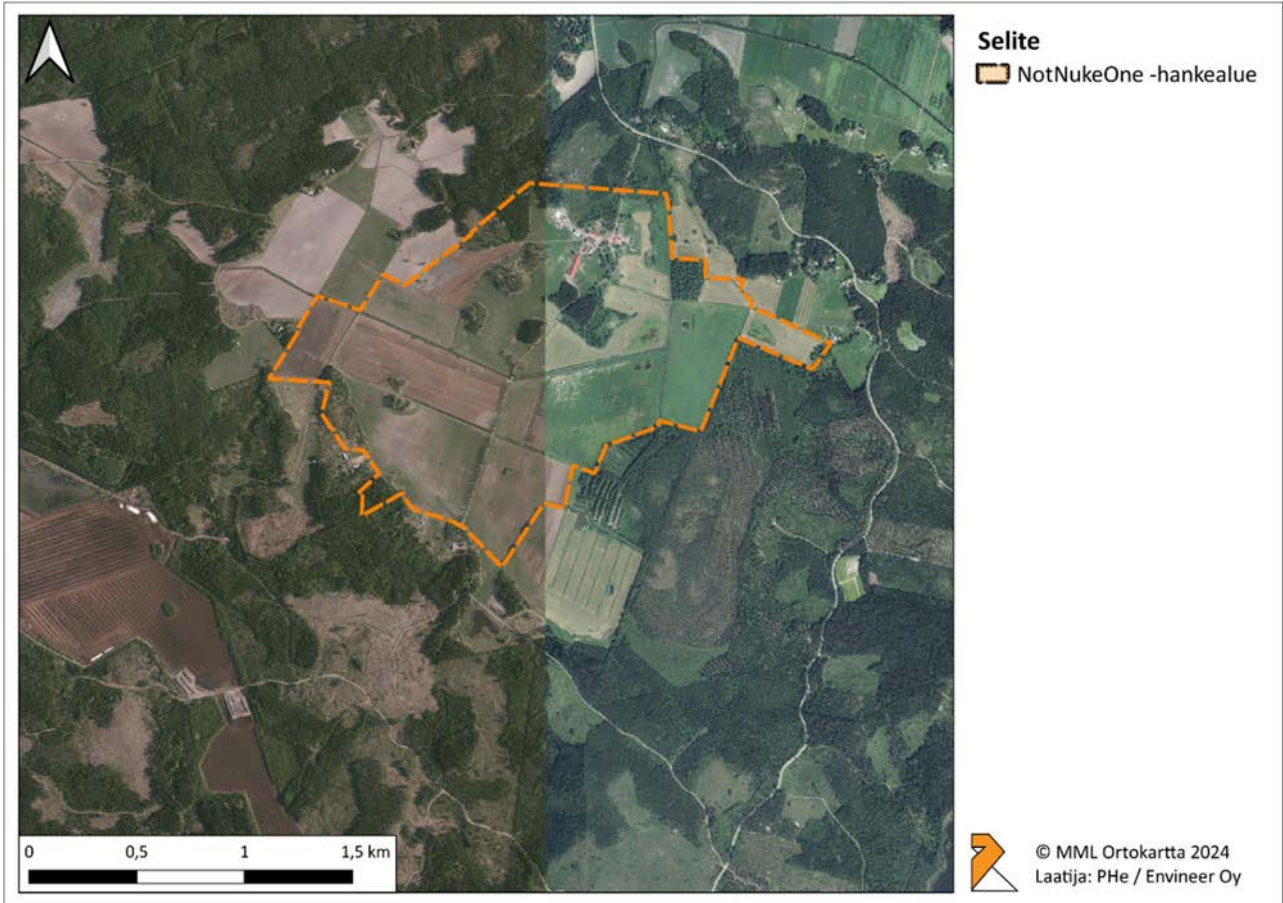 Selite
NotNukeOne -hankealue
0 0,5 1 1,5 km
© MML Ortokartta 2024
Laatija: PHe / Envineer Oy